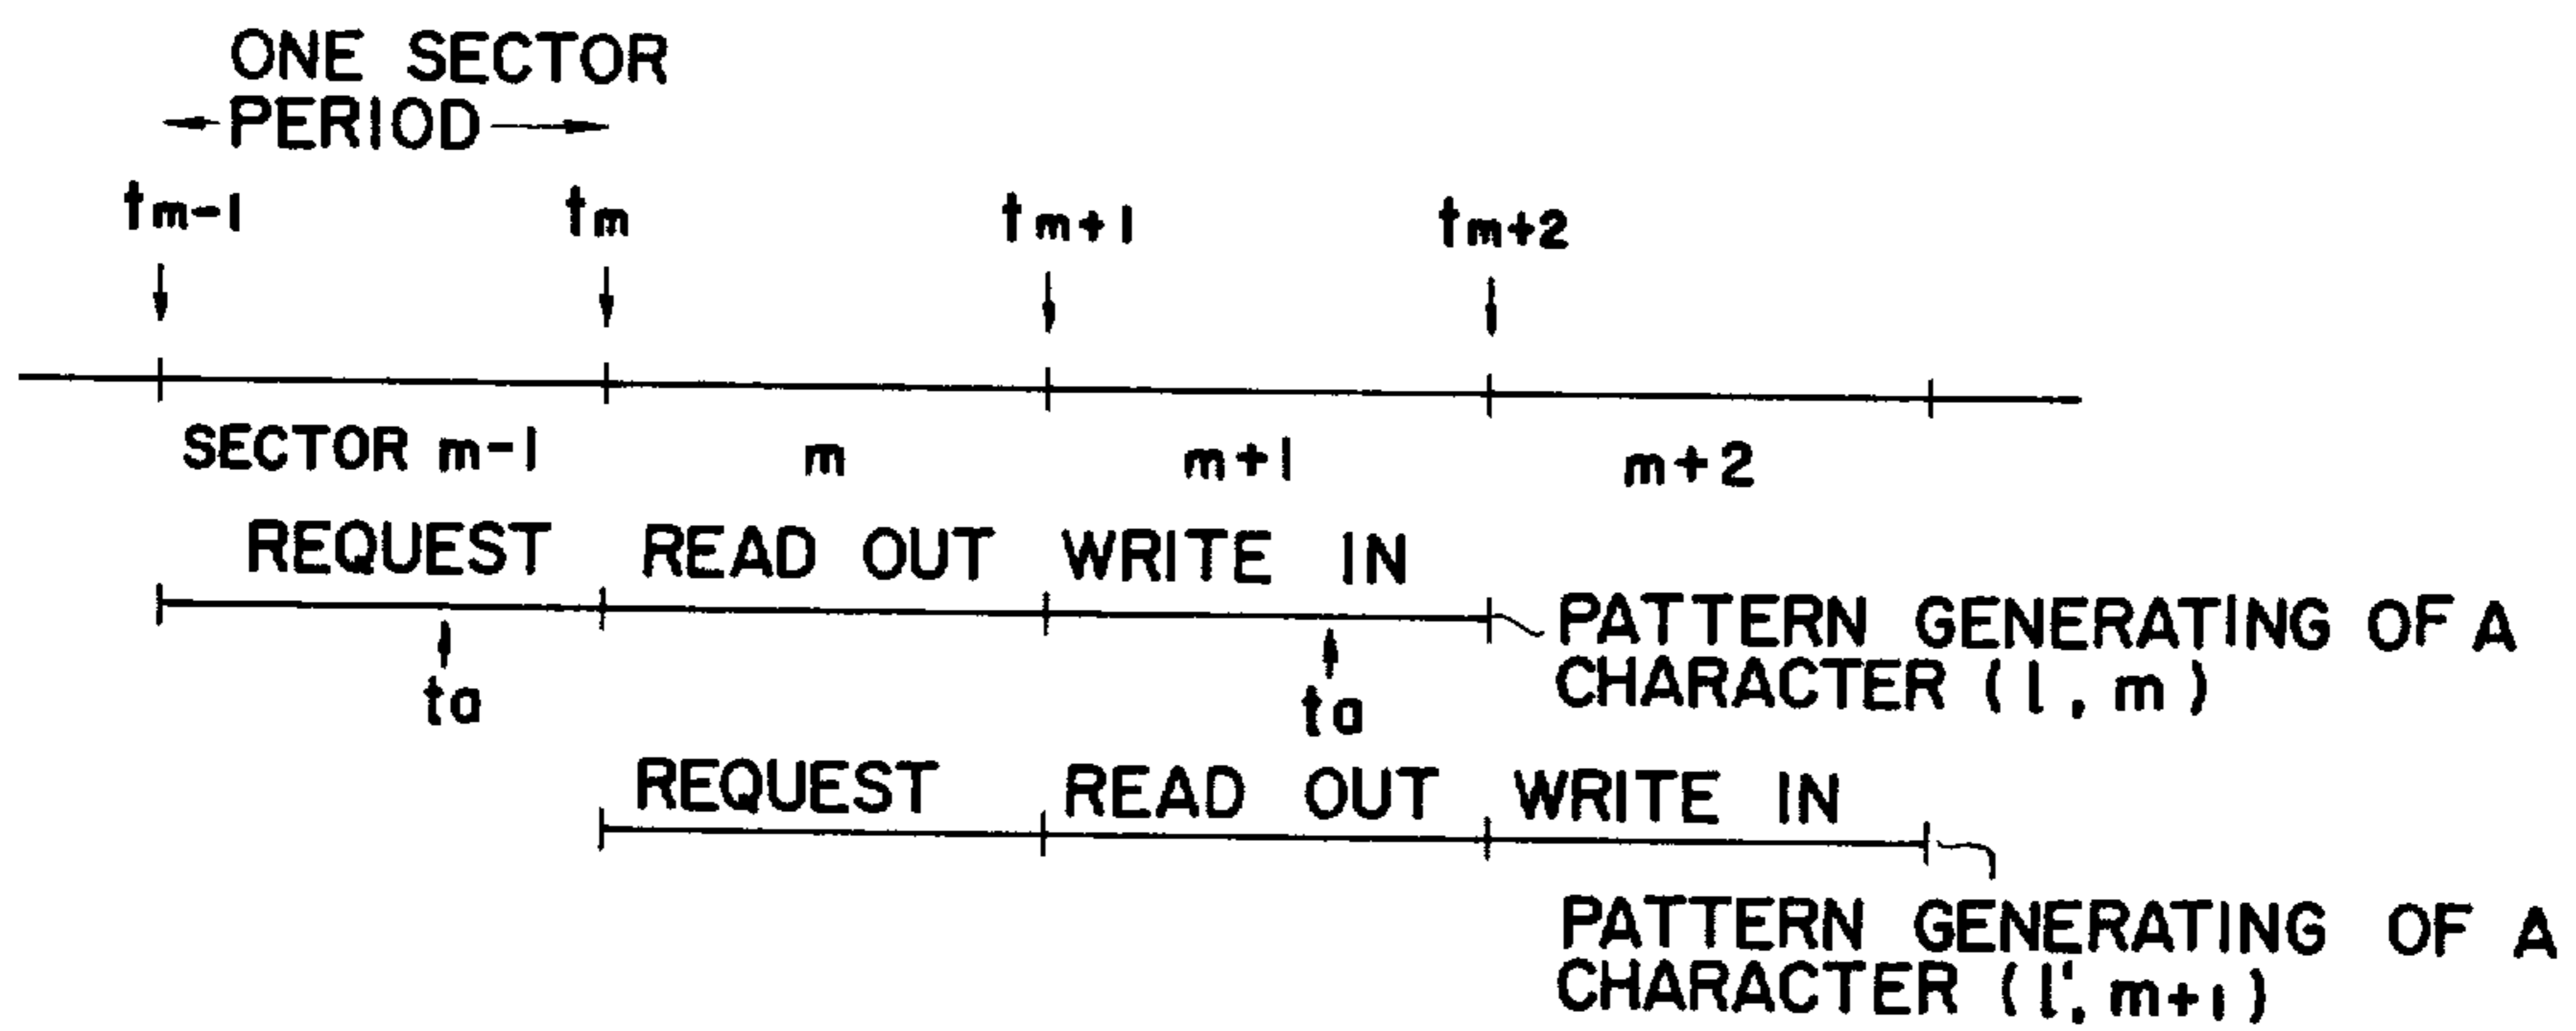 ONE SECTOR
PERIOD
tm-1 tm tm+1 tm+2
SECTOR m-1 m m+1 m+2
REQUEST READ OUT WRITE IN
PATTERN GENERATING OF A
CHARACTER (l, m)
ta ta
REQUEST READ OUT WRITE IN
PATTERN GENERATING OF A
CHARACTER (l', m+1)